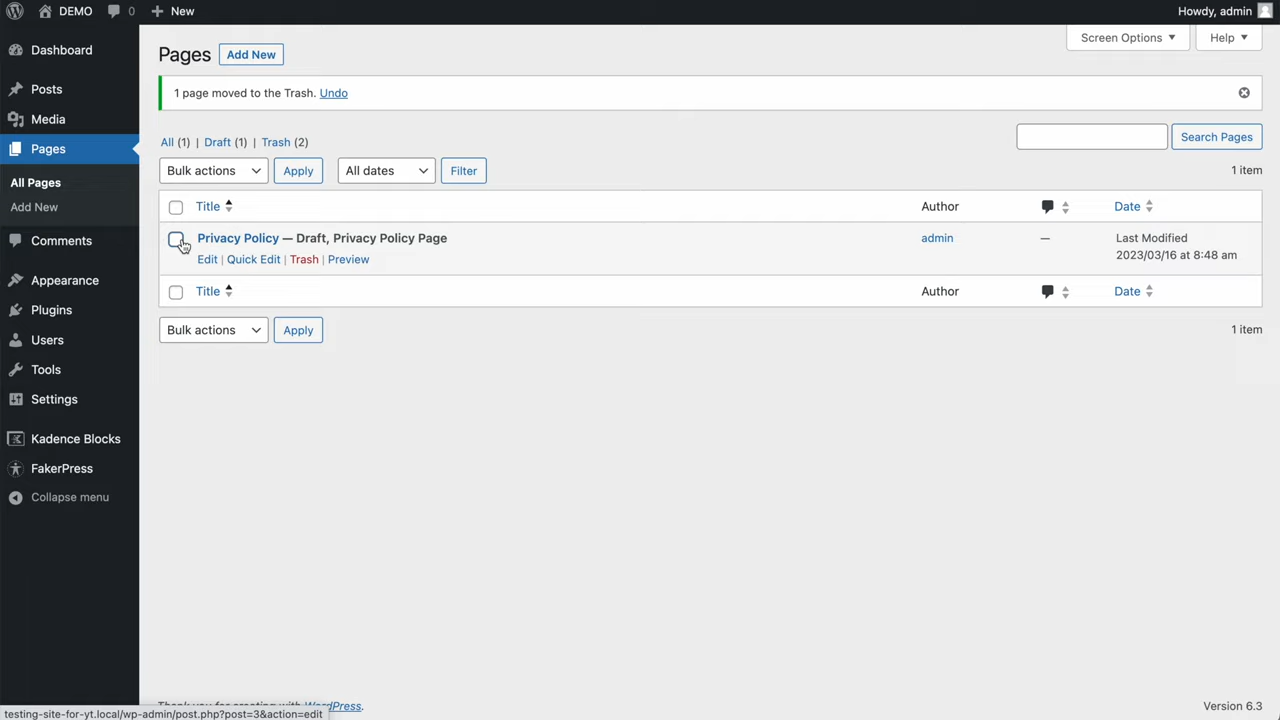 DEMO 0 New Howdy, admin
Screen Options Help
Dashboard
Posts
Media
Pages
All Pages
Add New
Comments
Appearance
Plugins
Users
Tools
Settings
Kadence Blocks
FakerPress
Collapse menu
Pages Add New
1 page moved to the Trash. Undo
All (1) | Draft (1) | Trash (2)
Search Pages
Bulk actions Apply All dates Filter 1 item
Title Author Date
Privacy Policy — Draft, Privacy Policy Page admin — Last Modified
2023/03/16 at 8:48 am
Edit | Quick Edit | Trash | Preview
Title Author Date
Bulk actions Apply 1 item
Thank you for creating with WordPress. Version 6.3
testing-site-for-yt.local/wp-admin/post.php?post=3&action=edit